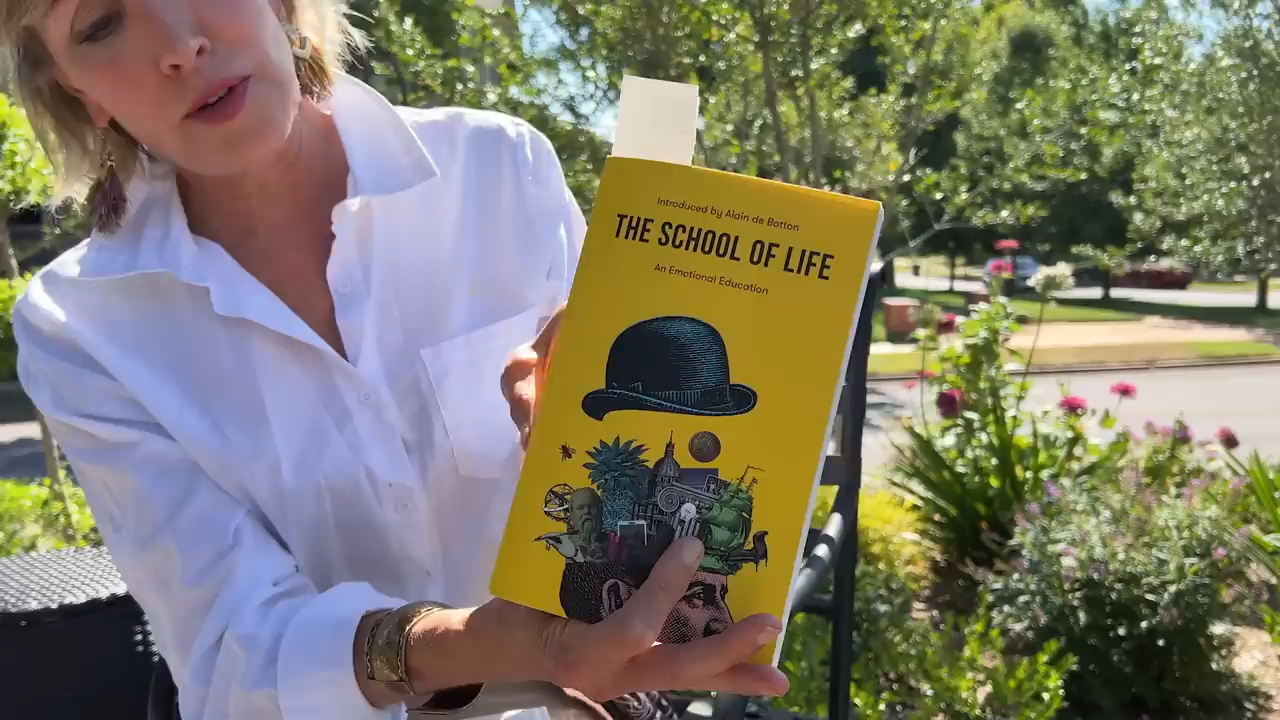 Introduced by Alain de Botton
THE SCHOOL OF LIFE
An Emotional Education